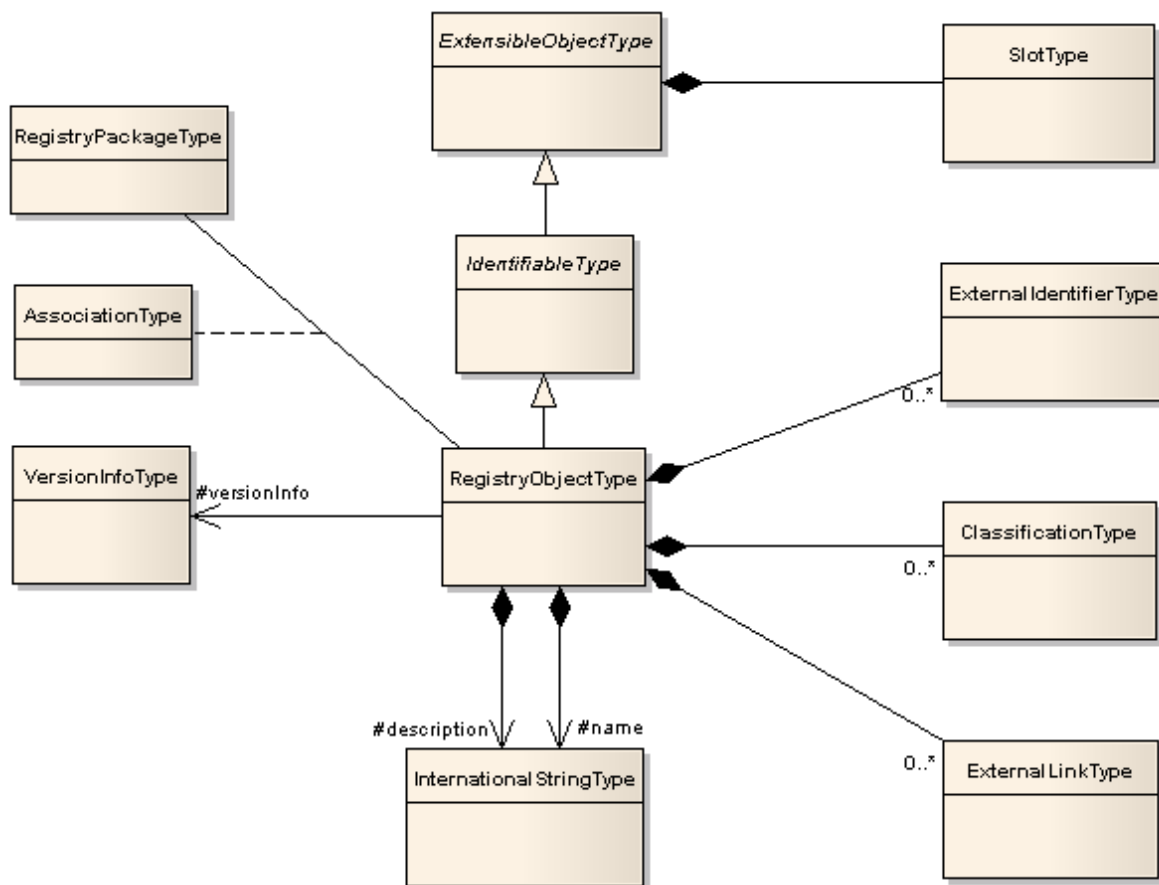 ExtensibleObjectType
SlotType
RegistryPackageType
IdentifiableType
ExternalIdentifierType
AssociationType
0..*
VersionInfoType
#versionInfo
RegistryObjectType
ClassificationType
0..*
#description
#name
InternationalStringType
0..*
ExternalLinkType